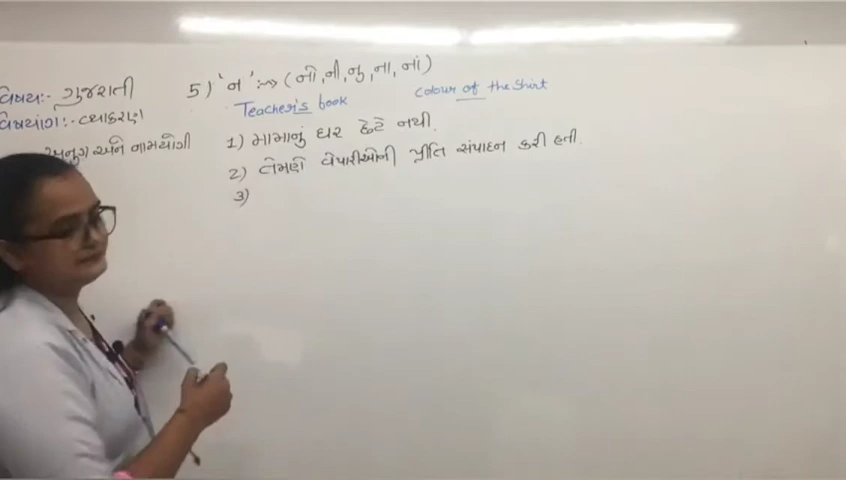 વિષય:- ગુજરાતી
વિષયાંગ:- વ્યાકરણ
અનુગ અને નામયોગી
5) 'ન' :→ (નો, ની, નુ, ના, નાં)
Teacher's book
Colour of the Shirt
1) મામાનું ઘર છેટે નથી.
2) તેમણે વેપારીઓની પ્રીતિ સંપાદન કરી હતી.
3)